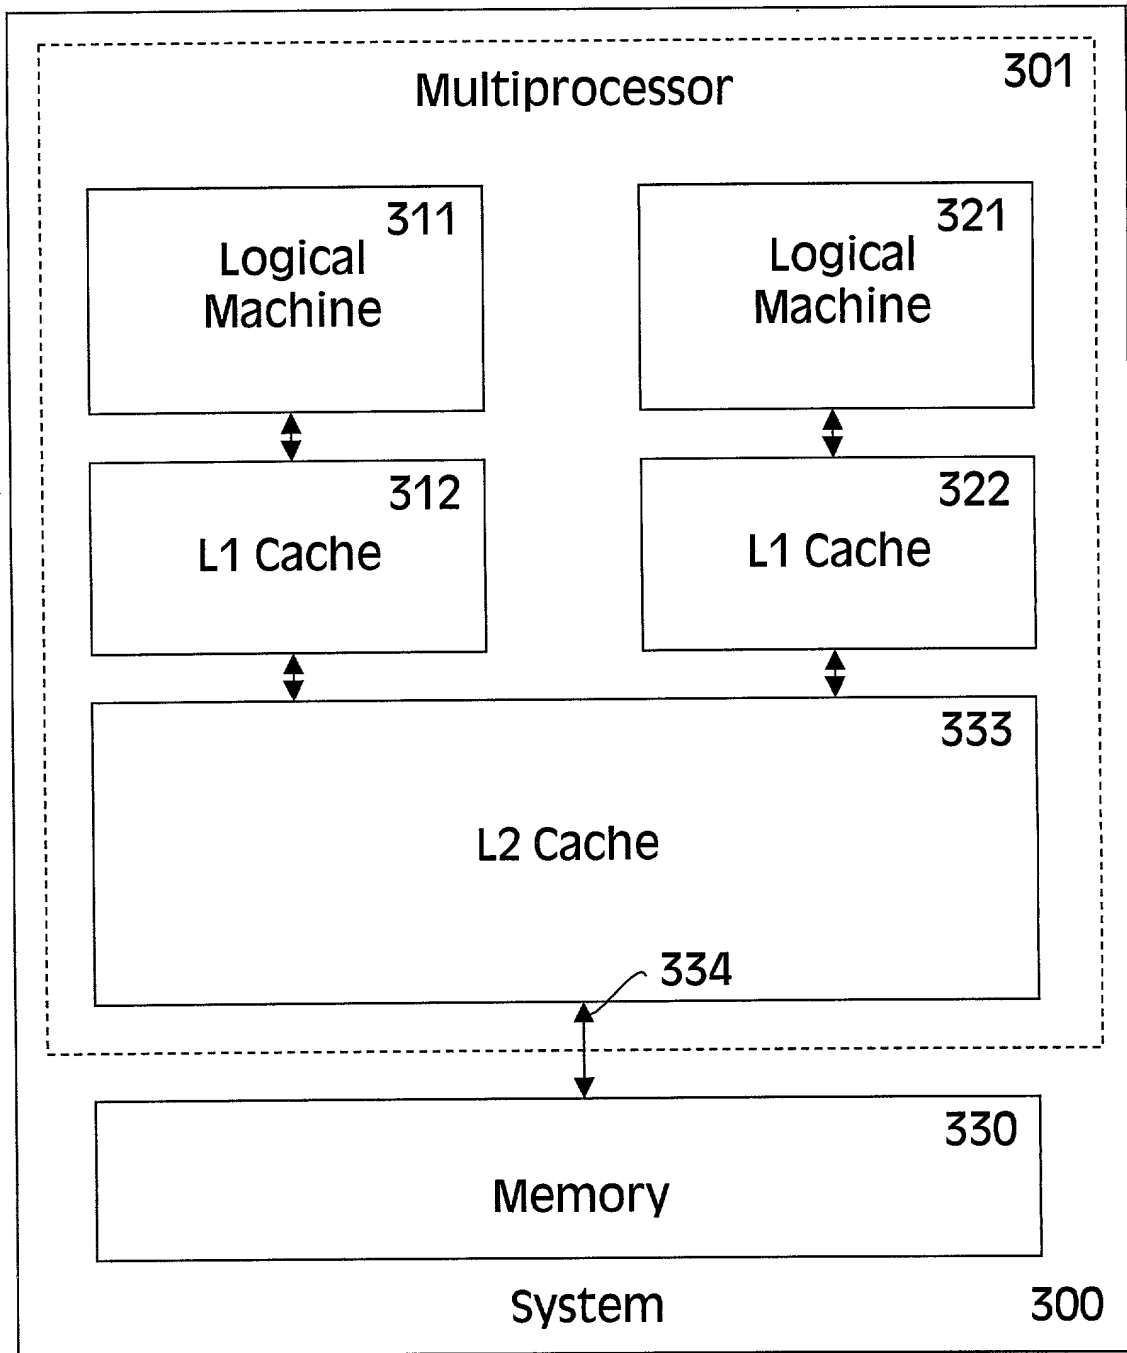 301
Multiprocessor
311
Logical
Machine
321
Logical
Machine
312
L1 Cache
322
L1 Cache
333
L2 Cache
334
330
Memory
System
300